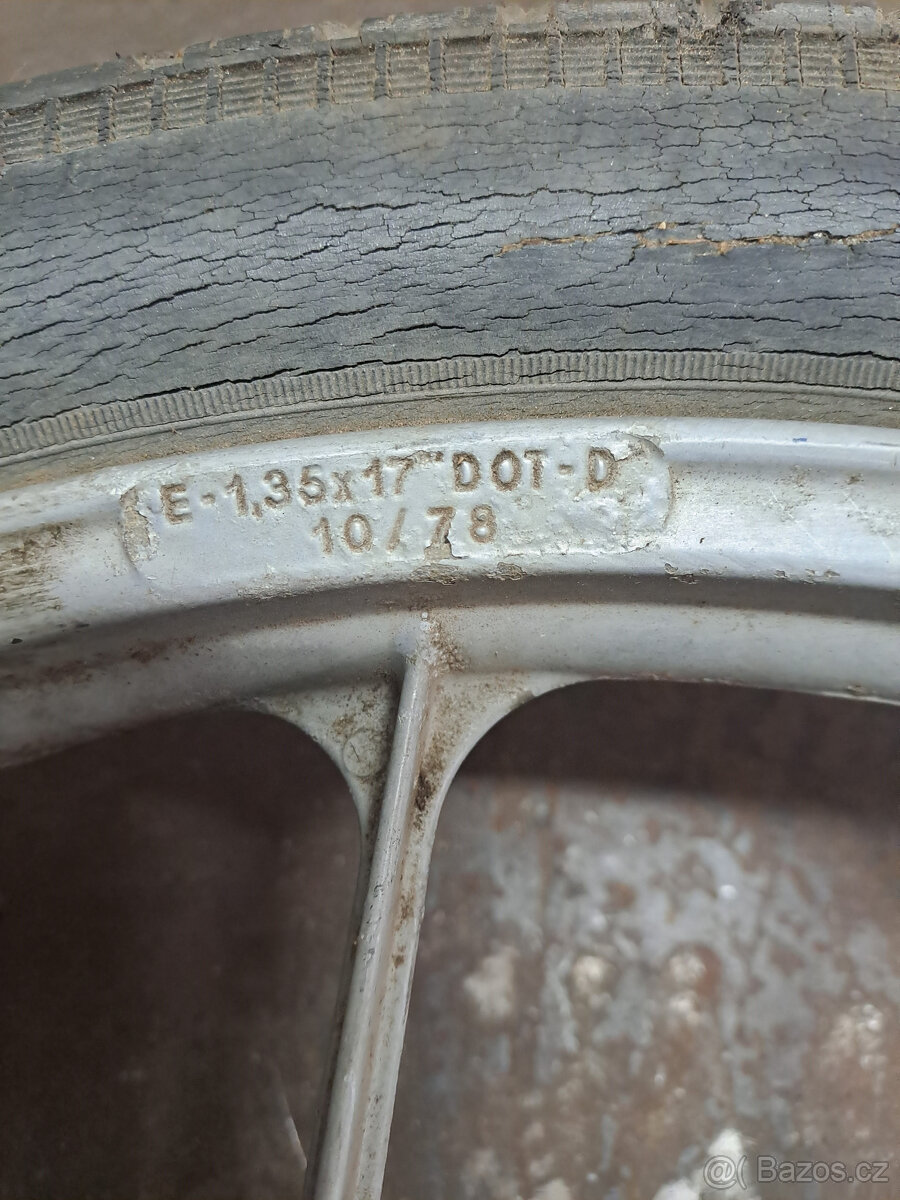 E-1,35x17" DOT-D
10/78
@( Bazos.cz